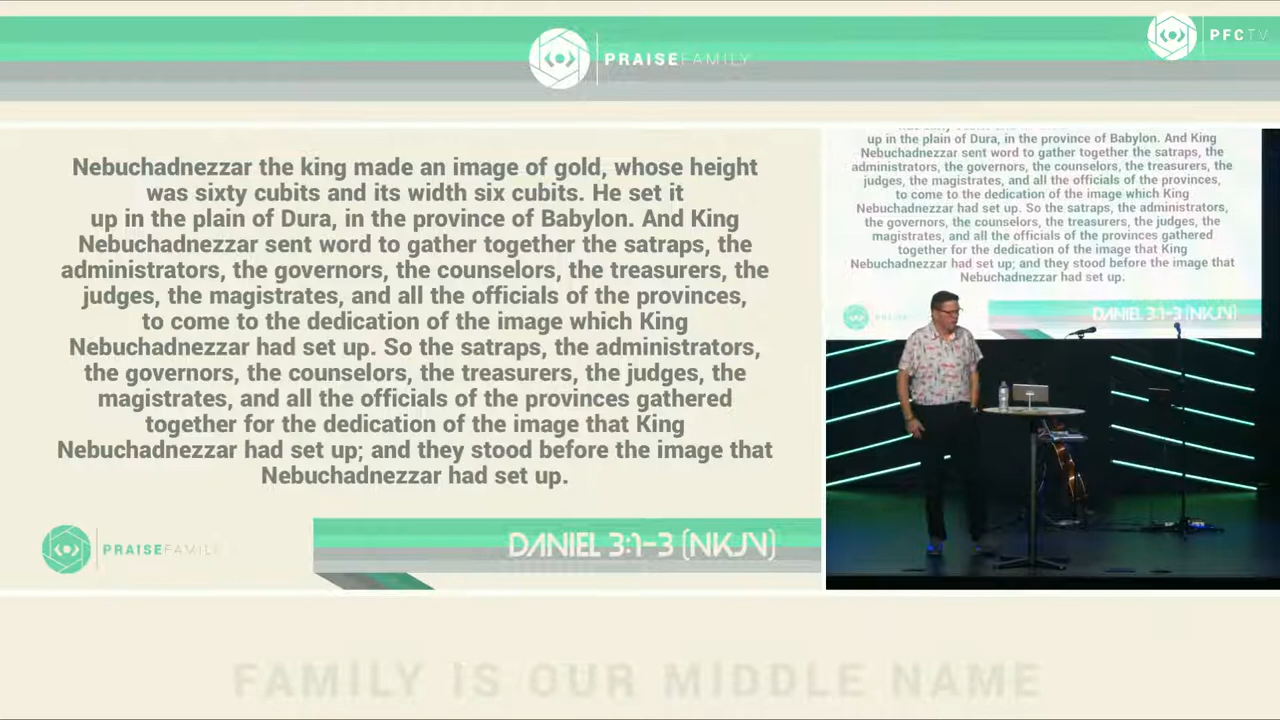 PRAISEFAMILY
PFCTV
Nebuchadnezzar the king made an image of gold, whose height
was sixty cubits and its width six cubits. He set it
up in the plain of Dura, in the province of Babylon. And King
Nebuchadnezzar sent word to gather together the satraps, the
administrators, the governors, the counselors, the treasurers, the
judges, the magistrates, and all the officials of the provinces,
to come to the dedication of the image which King
Nebuchadnezzar had set up. So the satraps, the administrators,
the governors, the counselors, the treasurers, the judges, the
magistrates, and all the officials of the provinces gathered
together for the dedication of the image that King
Nebuchadnezzar had set up; and they stood before the image that
Nebuchadnezzar had set up.
PRAISEFAMILY
DANIEL 3:1-3 (NKJV)
up in the plain of Dura, in the province of Babylon. And King
Nebuchadnezzar sent word to gather together the satraps, the
administrators, the governors, the counselors, the treasurers, the
judges, the magistrates, and all the officials of the provinces,
to come to the dedication of the image which King
Nebuchadnezzar had set up. So the satraps, the administrators,
the governors, the counselors, the treasurers, the judges, the
magistrates, and all the officials of the provinces gathered
together for the dedication of the image that King
Nebuchadnezzar had set up; and they stood before the image that
Nebuchadnezzar had set up.
DANIEL 3:1-3 (NKJV)
FAMILY IS OUR MIDDLE NAME